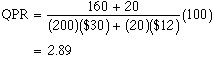 QPR = 160 + 20 / (200)($30) + (20)($12) (100)
= 2.89